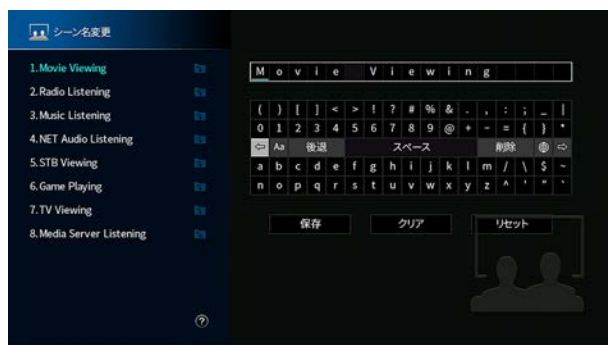 シーン名変更
1.Movie Viewing
2.Radio Listening
3.Music Listening
4.NET Audio Listening
5.STB Viewing
6.Game Playing
7.TV Viewing
8.Media Server Listening
Movie Viewing
( ) [ ] < > ! ? # % & . , : ; _ |
0 1 2 3 4 5 6 7 8 9 @ + - = { } *
⇦ Aa 後退 スペース 削除 ⇨
a b c d e f g h i j k l m / \ $ ~
n o p q r s t u v w x y z ^ ' " `
保存 クリア リセット
?